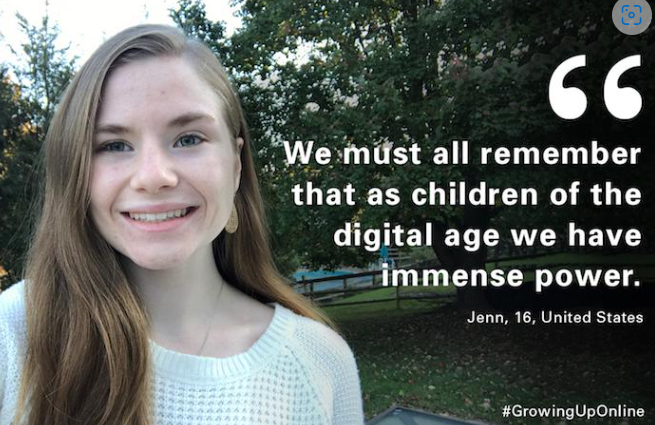 “
We must all remember
that as children of the
digital age we have
immense power.
Jenn, 16, United States
#GrowingUpOnline